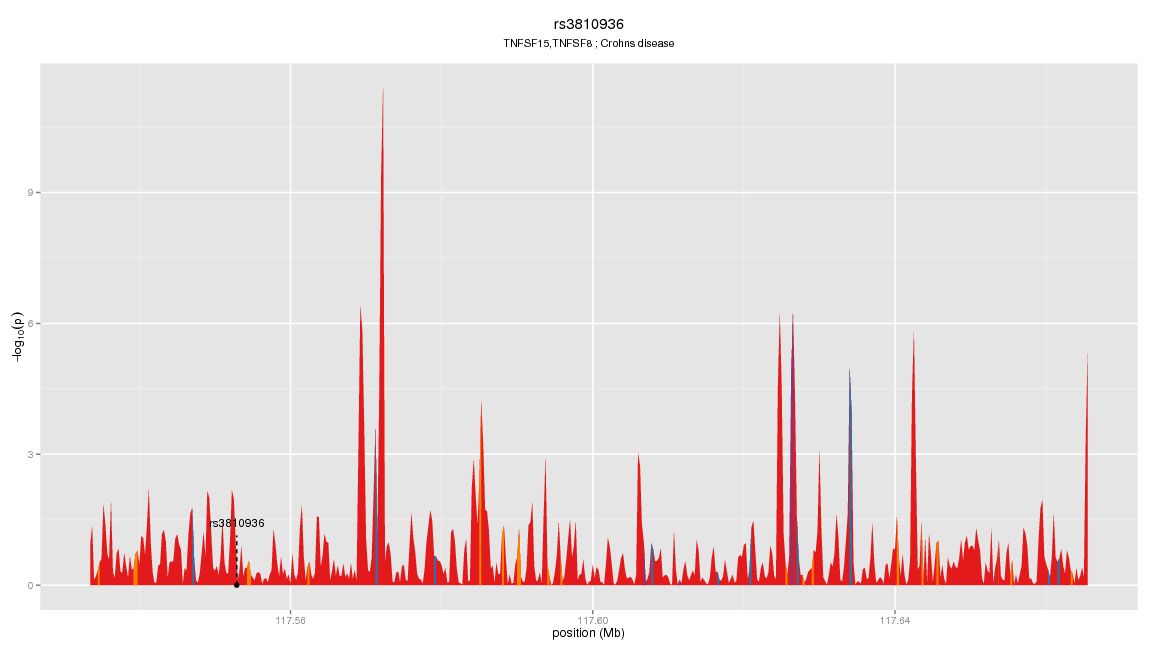 rs3810936
TNFSF15,TNFSF8 ; Crohns disease
9
6
3
0
−log10(p)
rs3810936
117.56
117.60
117.64
position (Mb)